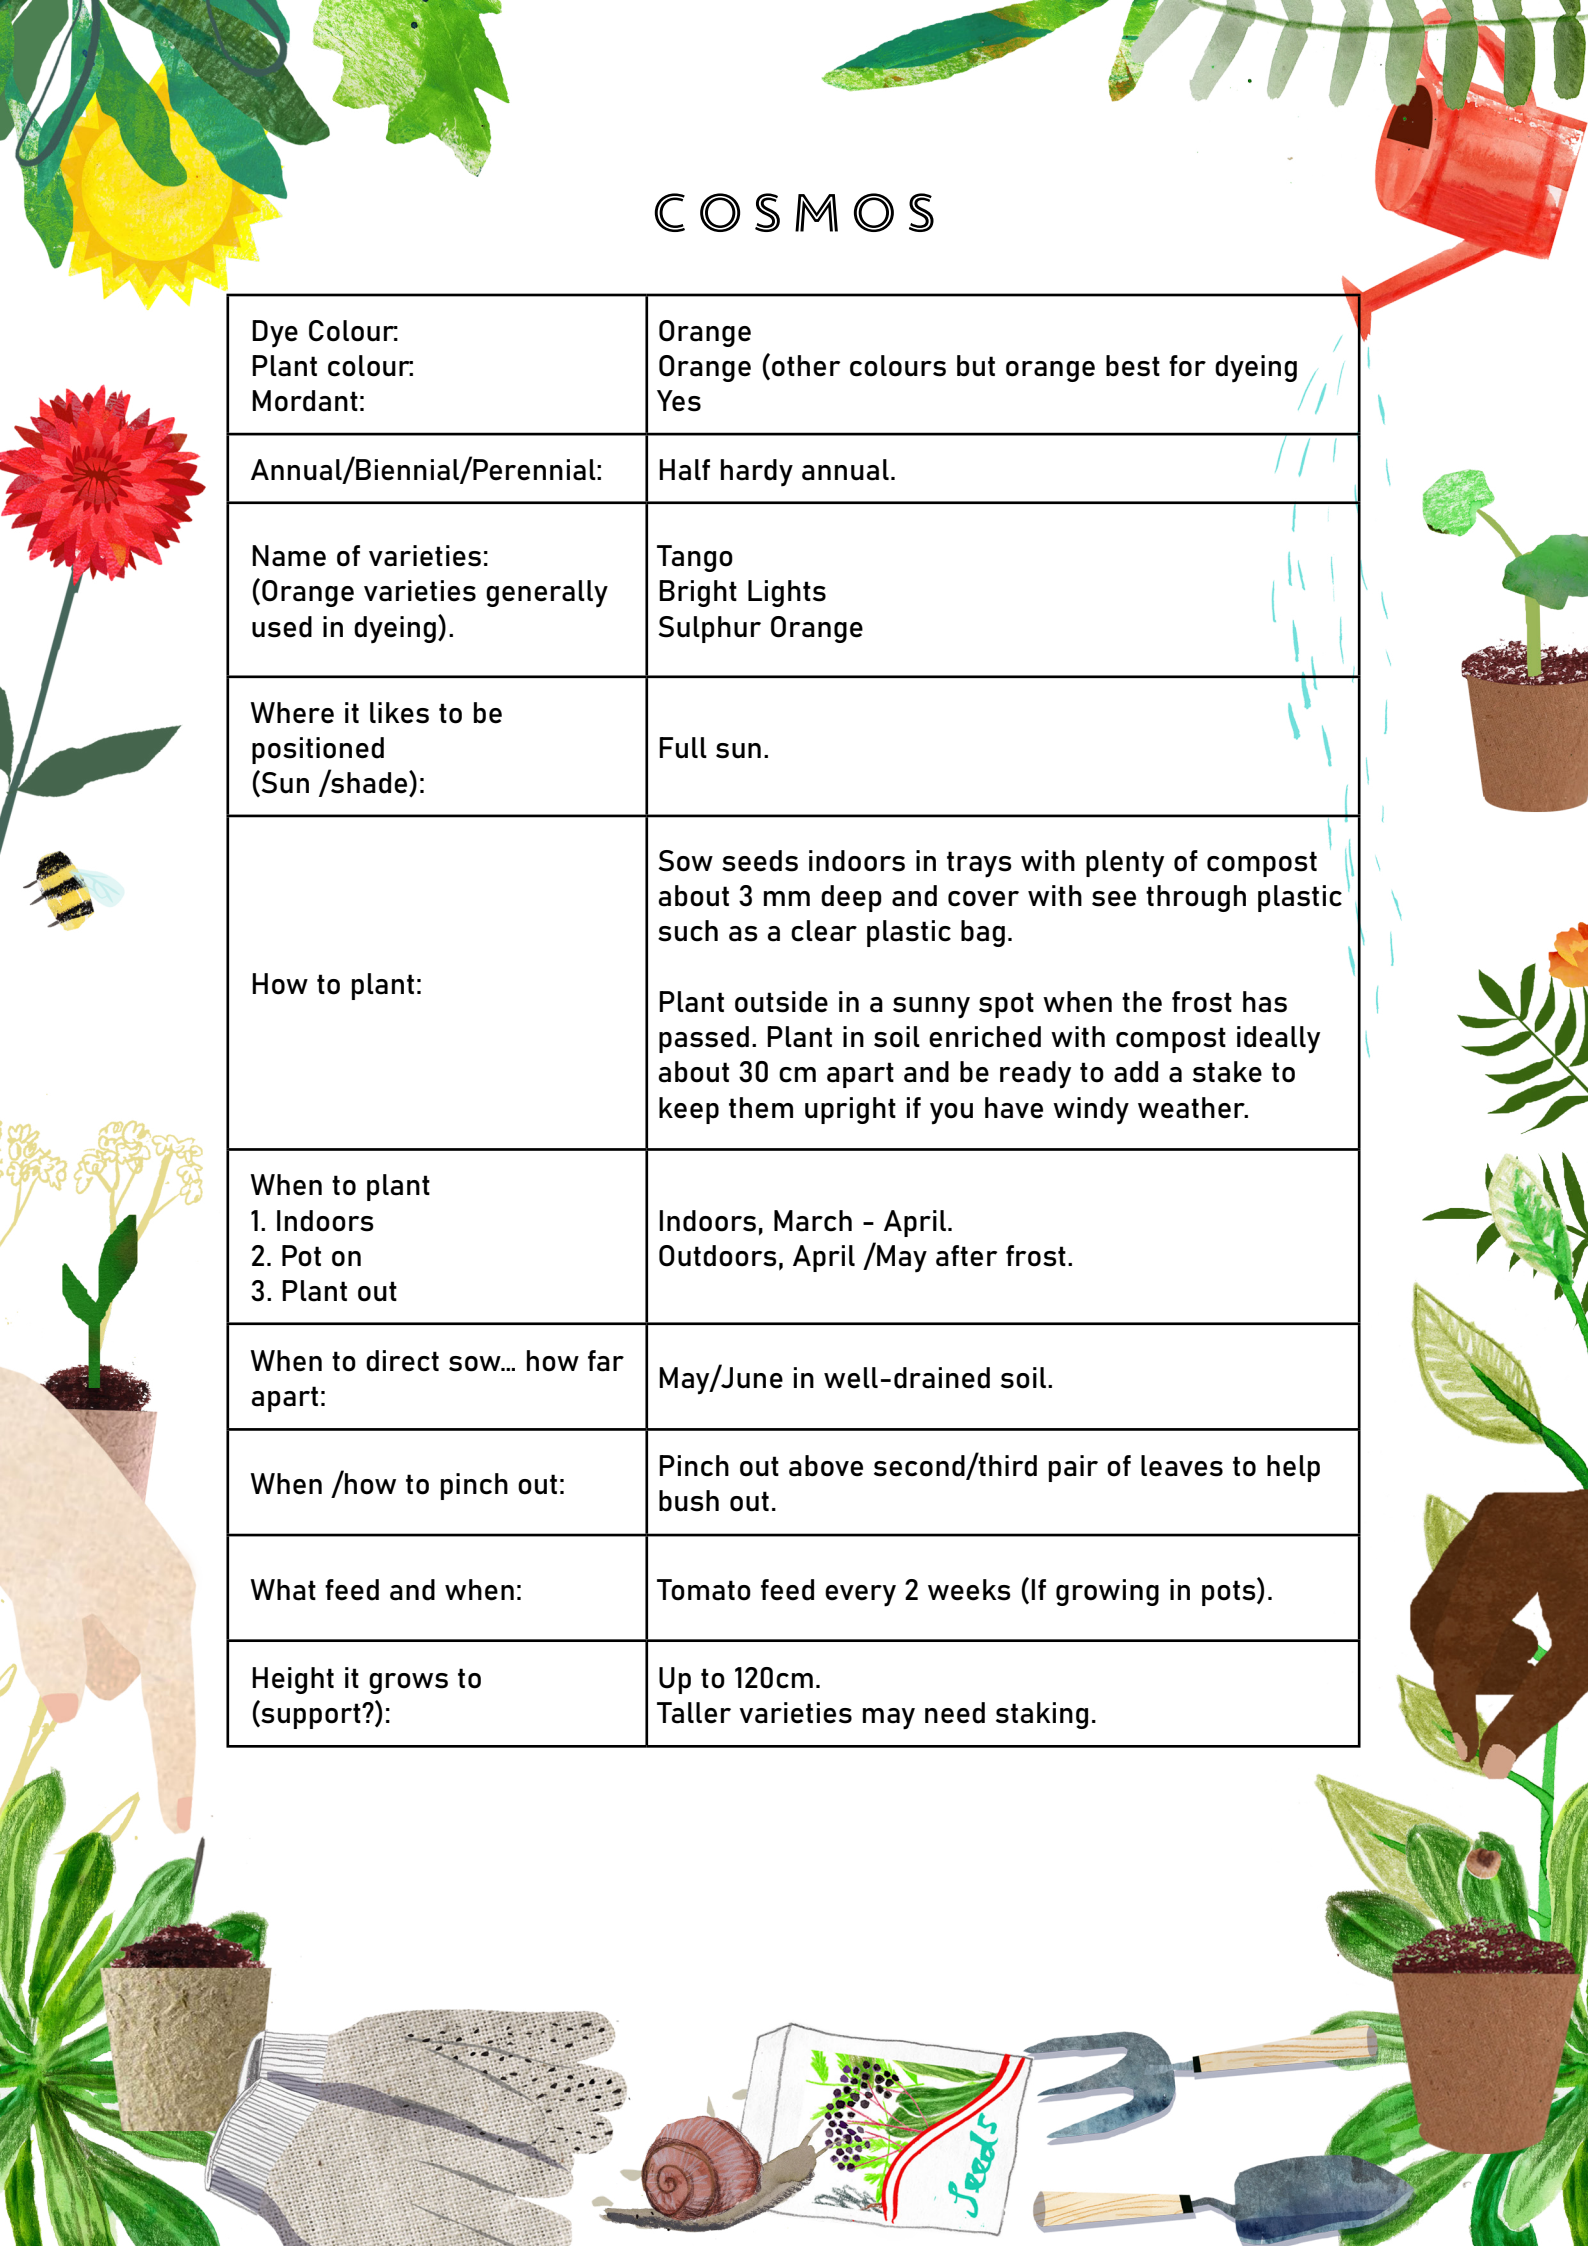 COSMOS
Dye Colour:
Plant colour:
Mordant:
Orange
Orange (other colours but orange best for dyeing
Yes
Annual/Biennial/Perennial:
Half hardy annual.
Name of varieties:
(Orange varieties generally
used in dyeing).
Tango
Bright Lights
Sulphur Orange
Where it likes to be
positioned
(Sun /shade):
Full sun.
How to plant:
Sow seeds indoors in trays with plenty of compost
about 3 mm deep and cover with see through plastic
such as a clear plastic bag.
Plant outside in a sunny spot when the frost has
passed. Plant in soil enriched with compost ideally
about 30 cm apart and be ready to add a stake to
keep them upright if you have windy weather.
When to plant
1. Indoors
2. Pot on
3. Plant out
Indoors, March - April.
Outdoors, April /May after frost.
When to direct sow... how far
apart:
May/June in well-drained soil.
When /how to pinch out:
Pinch out above second/third pair of leaves to help
bush out.
What feed and when:
Tomato feed every 2 weeks (If growing in pots).
Height it grows to
(support?):
Up to 120cm.
Taller varieties may need staking.
Seeds